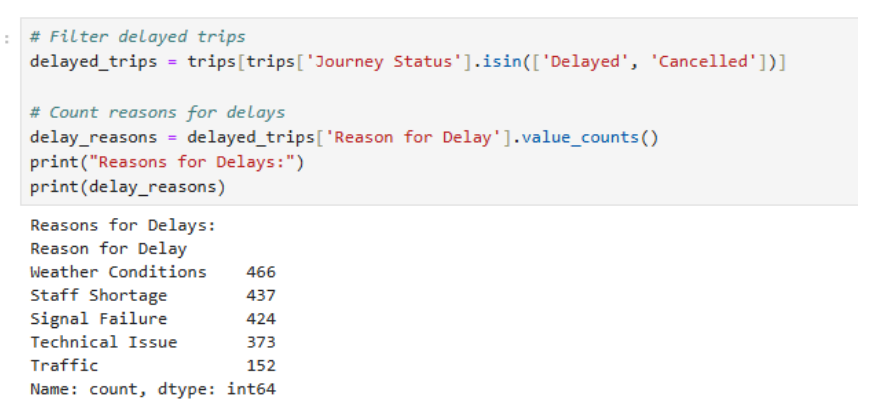 :
# Filter delayed trips
delayed_trips = trips[trips['Journey Status'].isin(['Delayed', 'Cancelled'])]
# Count reasons for delays
delay_reasons = delayed_trips['Reason for Delay'].value_counts()
print("Reasons for Delays:")
print(delay_reasons)
Reasons for Delays:
Reason for Delay
Weather Conditions    466
Staff Shortage        437
Signal Failure        424
Technical Issue       373
Traffic               152
Name: count, dtype: int64